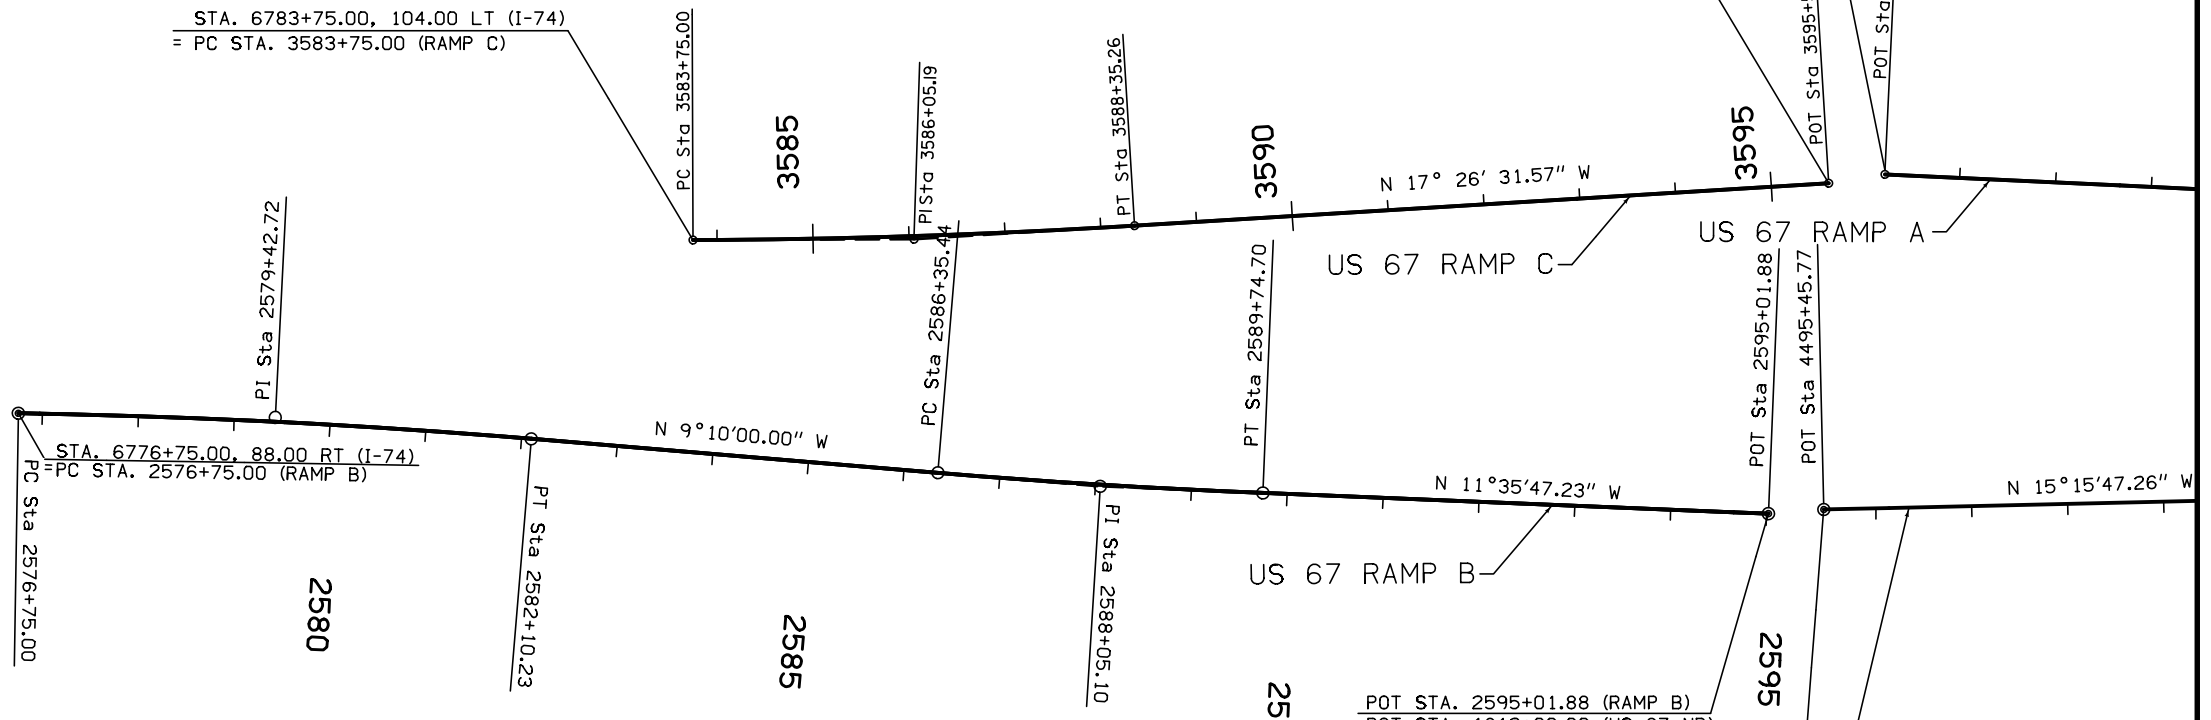 STA. 6783+75.00, 104.00 LT (I-74)
= PC STA. 3583+75.00 (RAMP C)
PC Sta 3583+75.00
3585
PISta 3586+05.19
PT Sta 3588+35.26
3590
N 17° 26' 31.57" W
3595
POT Sta 3595+
POT Sta
US 67 RAMP C
US 67 RAMP A
PI Sta 2579+42.72
PC Sta 2586+35.44
PT Sta 2589+74.70
POT Sta 2595+01.88
POT Sta 4495+45.77
STA. 6776+75.00, 88.00 RT (I-74)
=PC STA. 2576+75.00 (RAMP B)
PC Sta 2576+75.00
N 9°10'00.00" W
N 11°35'47.23" W
N 15°15'47.26" W
2580
PT Sta 2582+10.23
2585
PI Sta 2588+05.10
US 67 RAMP B
25
2595
POT STA. 2595+01.88 (RAMP B)